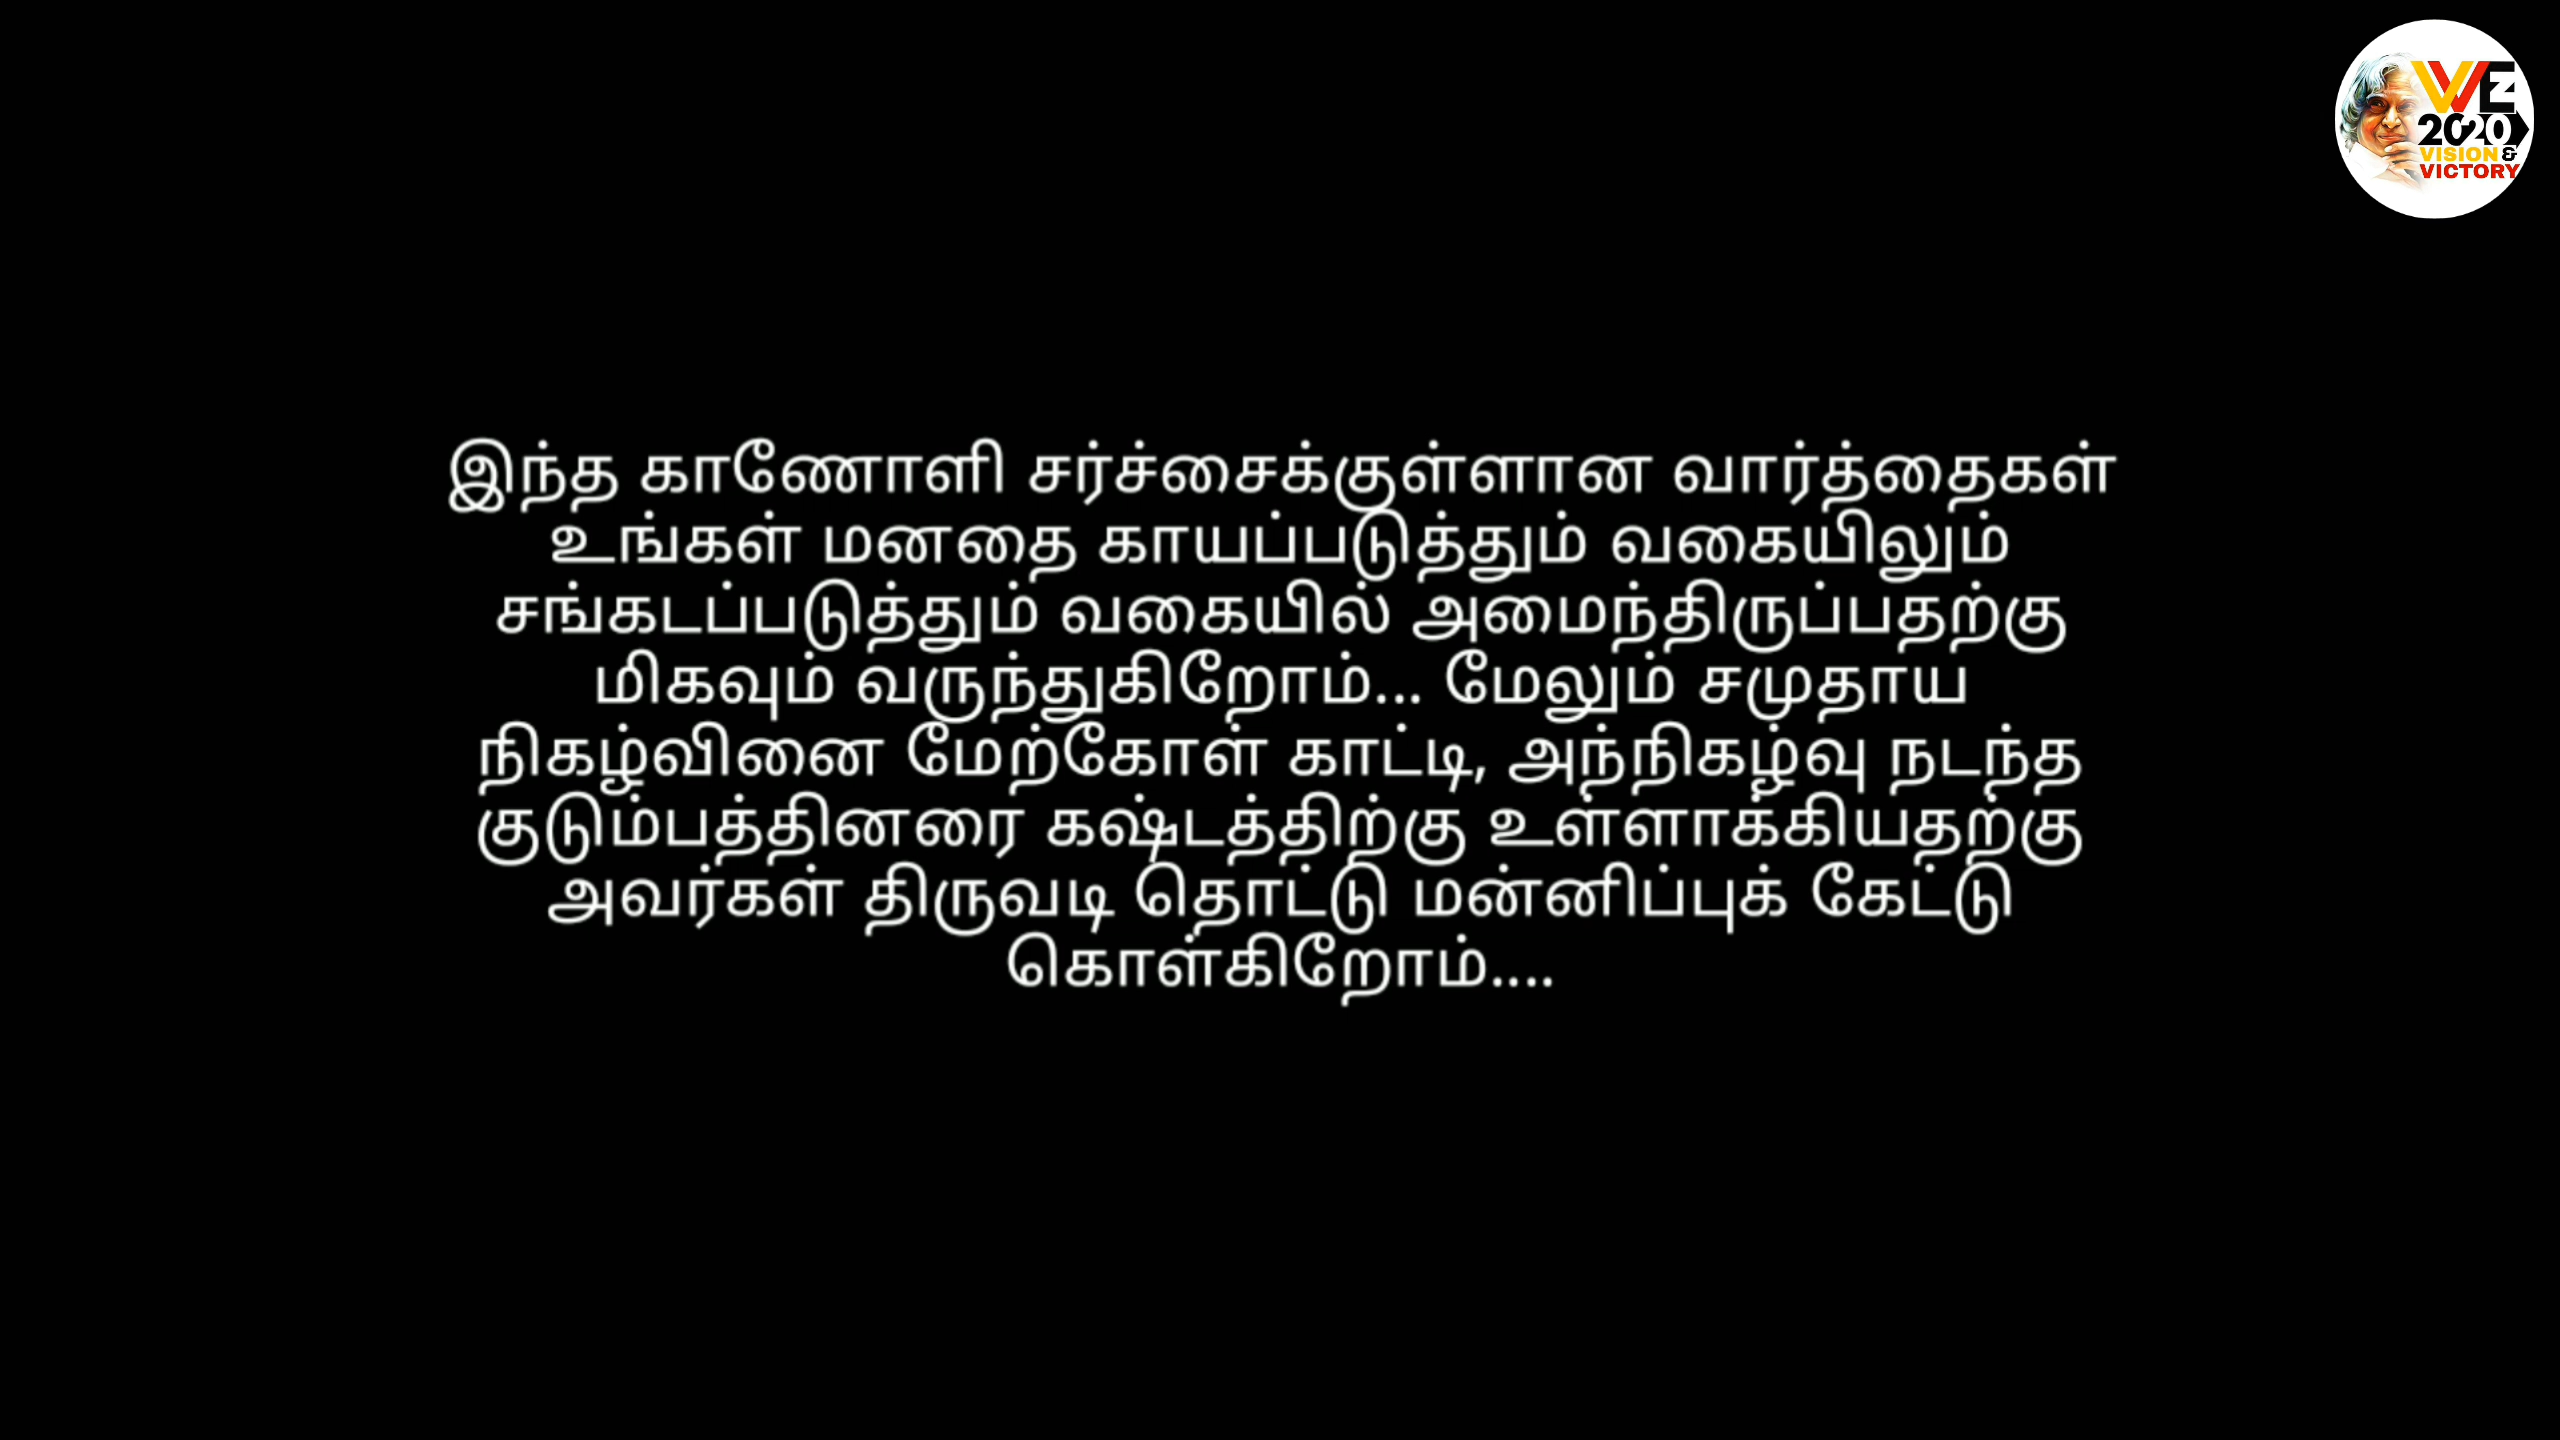 WE
2020
VISION &
VICTORY
இந்த காணோளி சர்ச்சைக்குள்ளான வார்த்தைகள்
உங்கள் மனதை காயப்படுத்தும் வகையிலும்
சங்கடப்படுத்தும் வகையில் அமைந்திருப்பதற்கு
மிகவும் வருந்துகிறோம்... மேலும் சமுதாய
நிகழ்வினை மேற்கோள் காட்டி, அந்நிகழ்வு நடந்த
குடும்பத்தினரை கஷ்டத்திற்கு உள்ளாக்கியதற்கு
அவர்கள் திருவடி தொட்டு மன்னிப்புக் கேட்டு
கொள்கிறோம்....